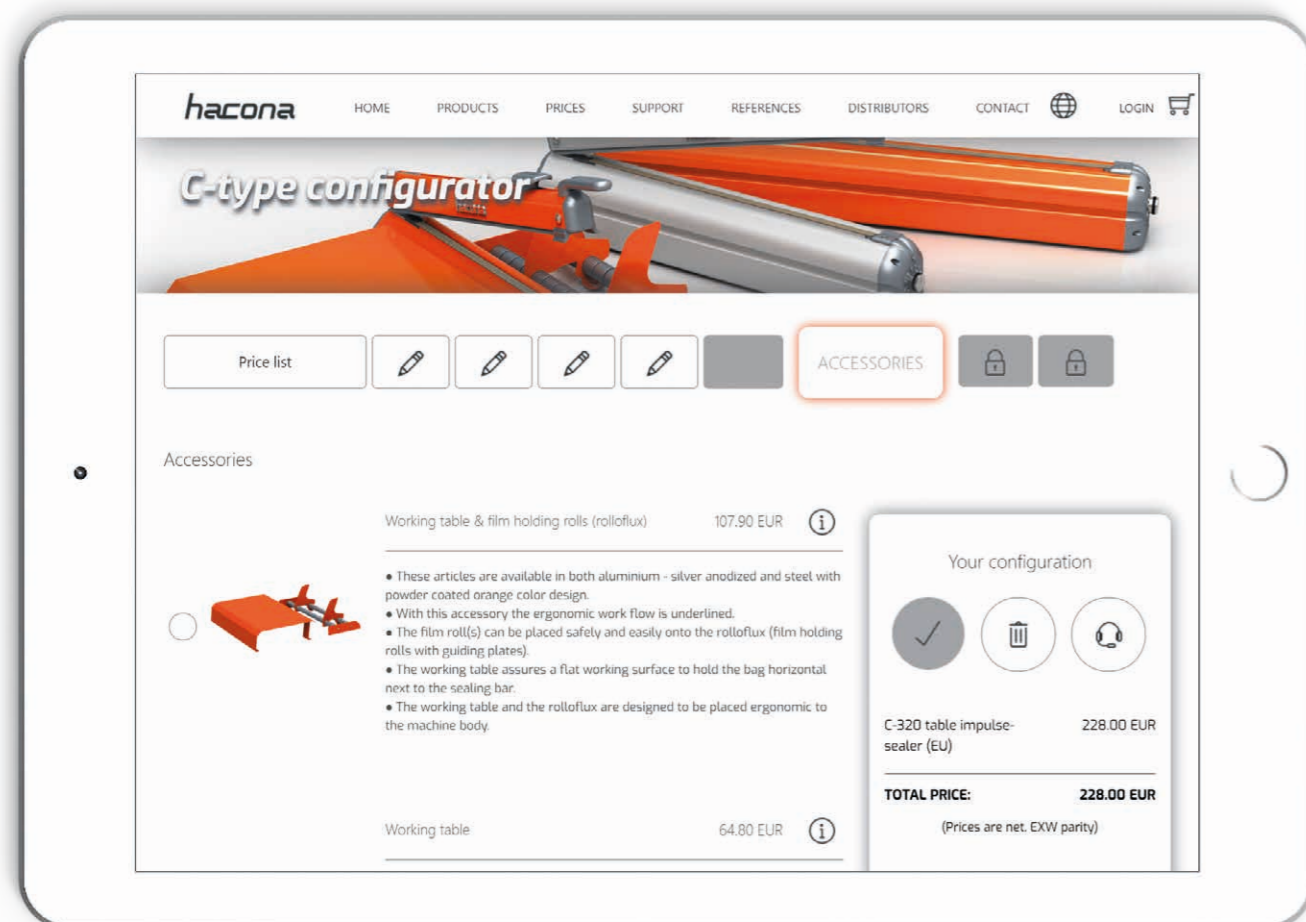 hacona
HOME PRODUCTS PRICES SUPPORT REFERENCES DISTRIBUTORS CONTACT LOGIN
C-type configurator
Price list
ACCESSORIES
Accessories
Working table & film holding rolls (rolloflux) 107.90 EUR
• These articles are available in both aluminium - silver anodized and steel with
powder coated orange color design.
• With this accessory the ergonomic work flow is underlined.
• The film roll(s) can be placed safely and easily onto the rolloflux (film holding
rolls with guiding plates).
• The working table assures a flat working surface to hold the bag horizontal
next to the sealing bar.
• The working table and the rolloflux are designed to be placed ergonomic to
the machine body.
Working table 64.80 EUR
Your configuration
C-320 table impulse-
sealer (EU)
228.00 EUR
TOTAL PRICE: 228.00 EUR
(Prices are net. EXW parity)